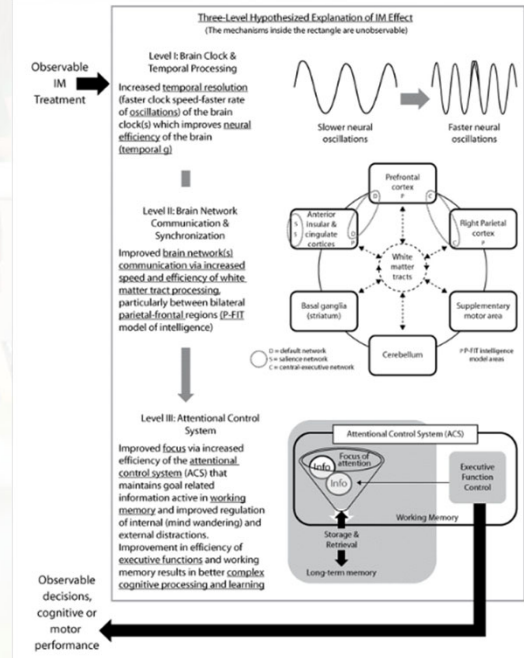 Three-Level Hypothesized Explanation of IM Effect
(The mechanisms inside the rectangle are unobservable)
Observable
IM
Treatment
Level I: Brain Clock &
Temporal Processing
Increased temporal resolution
(faster clock speed-faster rate
of oscillations) of the brain
clock(s) which improves neural
efficiency of the brain
(temporal g)
Slower neural
oscillations
Faster neural
oscillations
Level II: Brain Network
Communication &
Synchronization
Improved brain network(s)
communication via increased
speed and efficiency of white
matter tract processing,
particularly between bilateral
parietal-frontal regions (P-FIT
model of intelligence)
Prefrontal
cortex
D P C
Anterior
insular &
cingulate
cortices
S
S
D
P
Right Parietal
cortex
C P
White
matter
tracts
Basal ganglia
(striatum)
Supplementary
motor area
Cerebellum
D = default network
S = salience network
C = central-executive network
P P-FIT intelligence
model areas
Level III: Attentional Control
System
Improved focus via increased
efficiency of the attentional
control system (ACS) that
maintains goal related
information active in working
memory and improved regulation
of internal (mind wandering) and
external distractions.
Improvement in efficiency of
executive functions and working
memory results in better complex
cognitive processing and learning
Attentional Control System (ACS)
Focus of
attention
Info
Info
Executive
Function
Control
Working Memory
Storage &
Retrieval
Long-term memory
Observable
decisions,
cognitive or
motor
performance